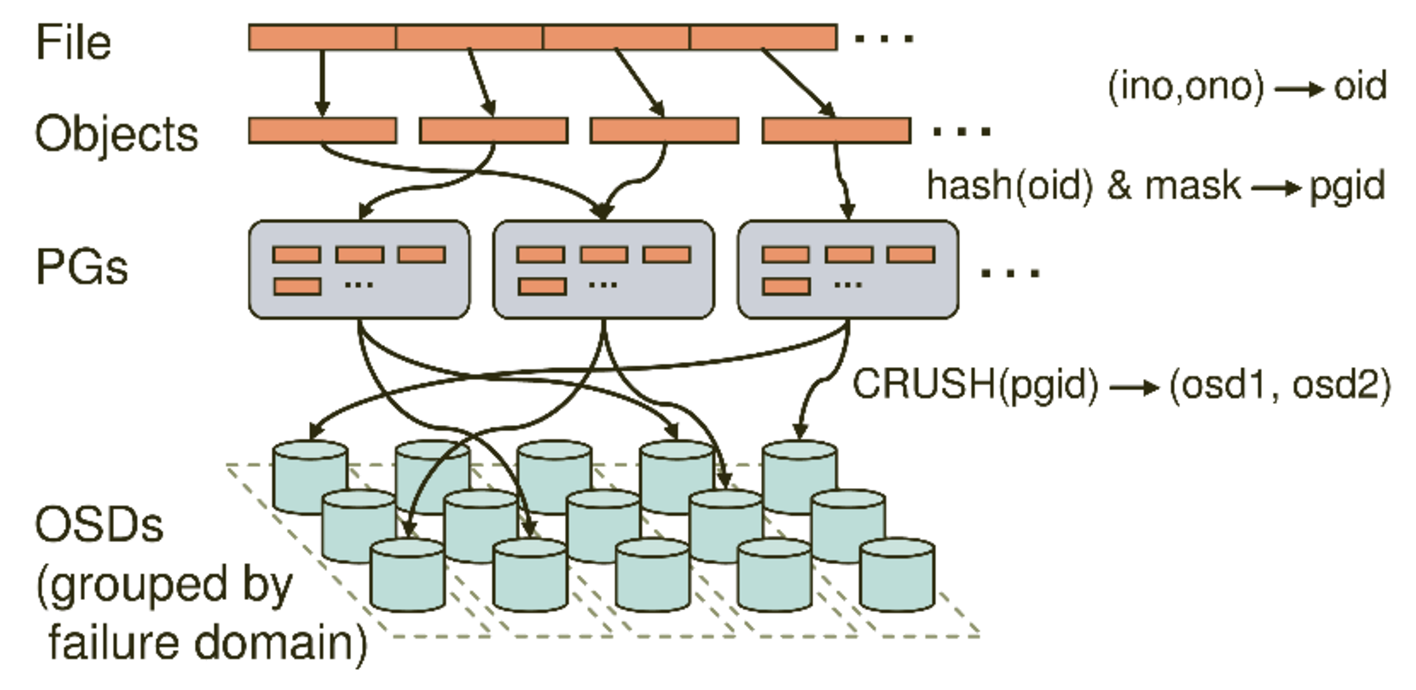 File
(ino,ono) → oid
Objects
hash(oid) & mask → pgid
PGs
CRUSH(pgid) → (osd1, osd2)
OSDs
(grouped by
failure domain)